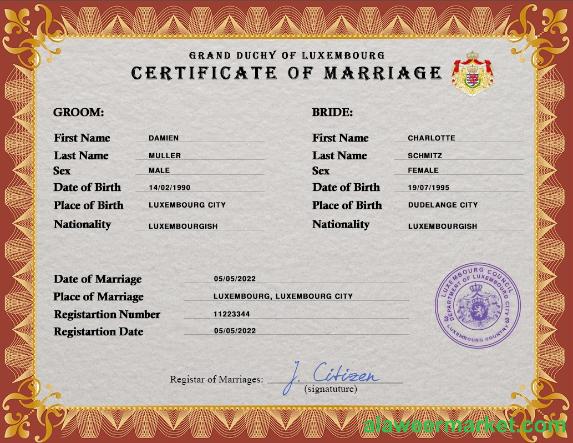 GRAND DUCHY OF LUXEMBOURG
CERTIFICATE OF MARRIAGE
GROOM: BRIDE:
First Name DAMIEN First Name CHARLOTTE
Last Name MULLER Last Name SCHMITZ
Sex MALE Sex FEMALE
Date of Birth 14/02/1990 Date of Birth 19/07/1995
Place of Birth LUXEMBOURG CITY Place of Birth DUDELANGE CITY
Nationality LUXEMBOURGISH Nationality LUXEMBOURGISH
Date of Marriage 05/05/2022
Place of Marriage LUXEMBOURG, LUXEMBOURG CITY
Registartion Number 11223344
Registartion Date 05/05/2022
LUXEMBOURG COUNCIL
DEPARTMENT OF LUXEMBOURG CITY
LUXEMBOURG COUNTRY
Registar of Marriages: J. Citizen
(signatuture)
alaweermarket.com